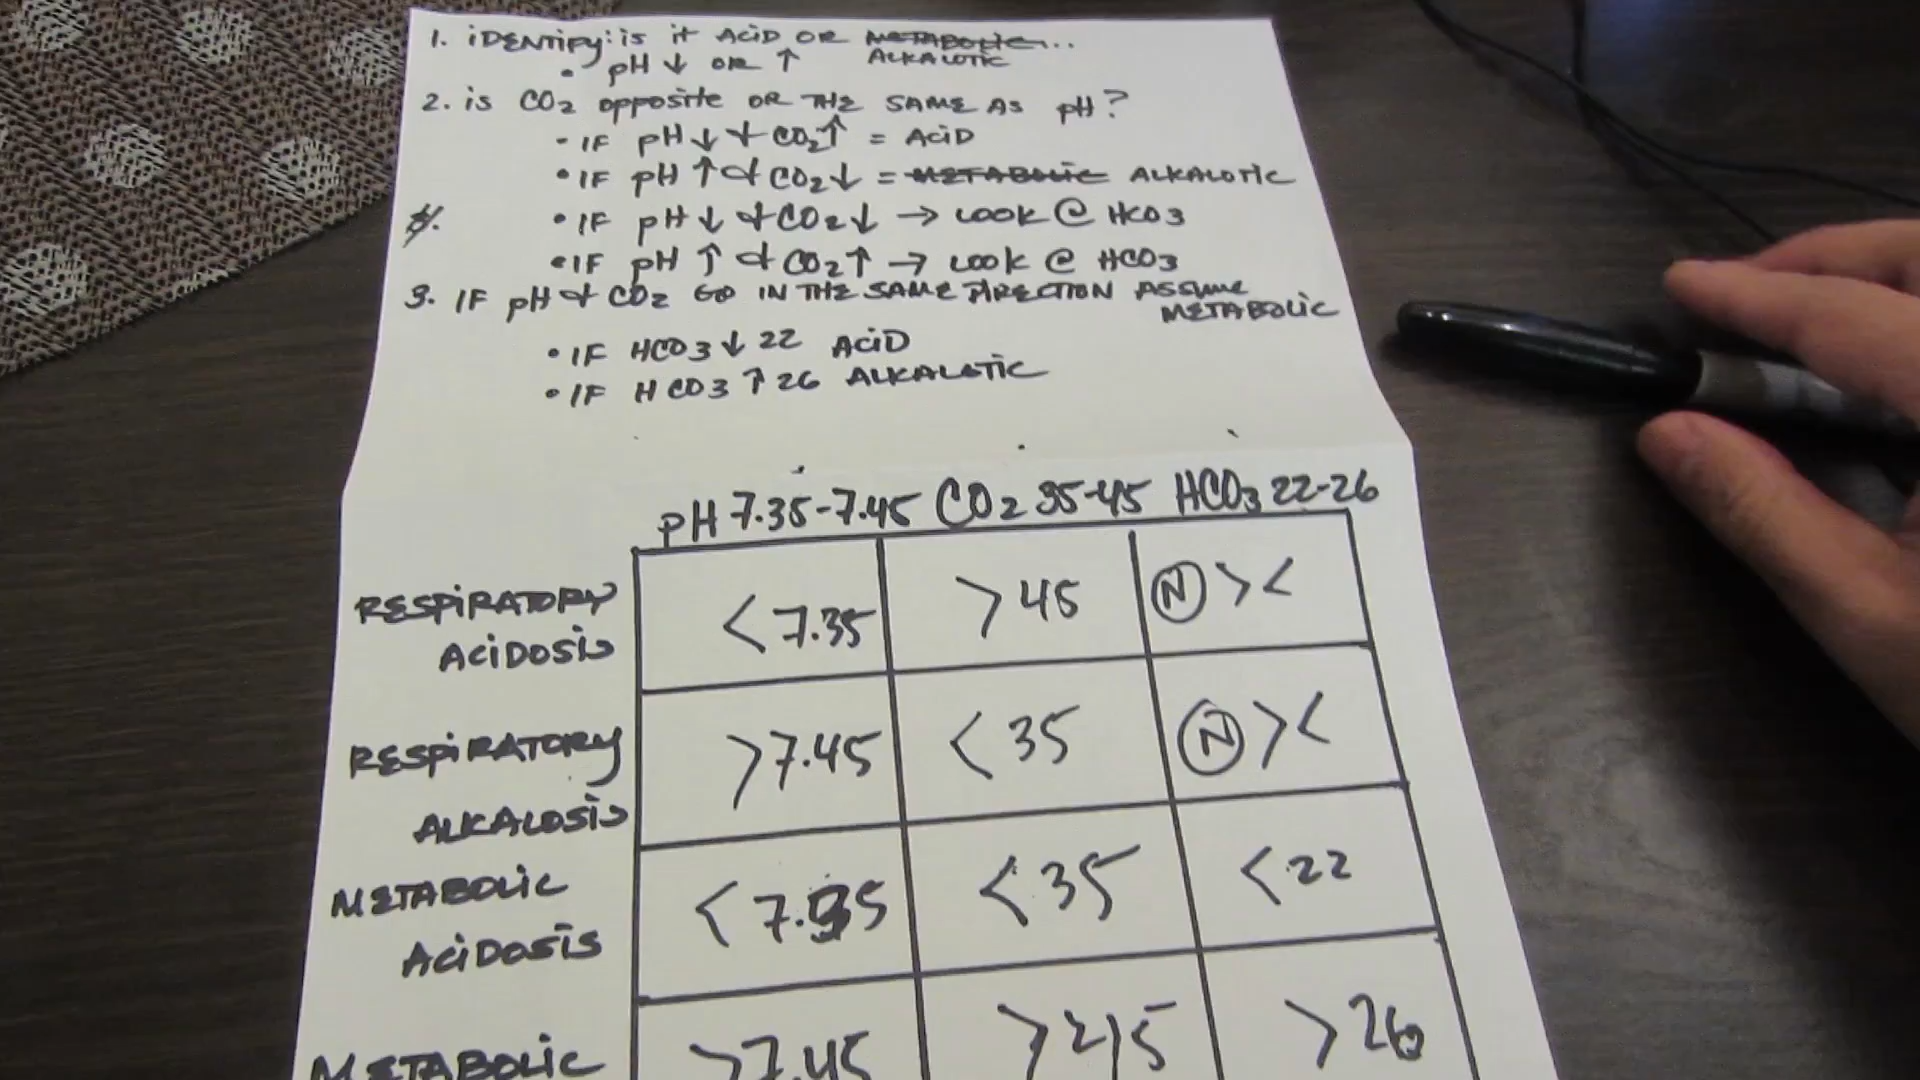 1. iDENTify: is iT ACiD OR METABOLIC...
• pH ↓ OR ↑ ALKALOTIC
2. is CO2 OppOSiTE OR THE SAME AS pH?
• IF pH ↓ & CO2 ↑ = ACiD
• IF pH ↑ & CO2 ↓ = METABOLIC ALKALOTIC
• IF pH ↓ & CO2 ↓ → LOOK @ HCO3
• IF pH ↑ & CO2 ↑ → LOOK @ HCO3
3. IF pH & CO2 GO IN THE SAME DIRECTION ASSUME
METABOLIC
• IF HCO3 ↓ 22 ACiD
• IF HCO3 ↑ 26 ALKALOTIC
pH 7.35-7.45 CO2 35-45 HCO3 22-26
RESPiRATORY
ACiDOSiS
< 7.35 > 45 N > <
RESPiRATORY
ALKALOSiS
> 7.45 < 35 N > <
METABOLiC
ACiDOSiS
< 7.35 < 35 < 22
METABOLiC
> 7.45 > 45 > 26